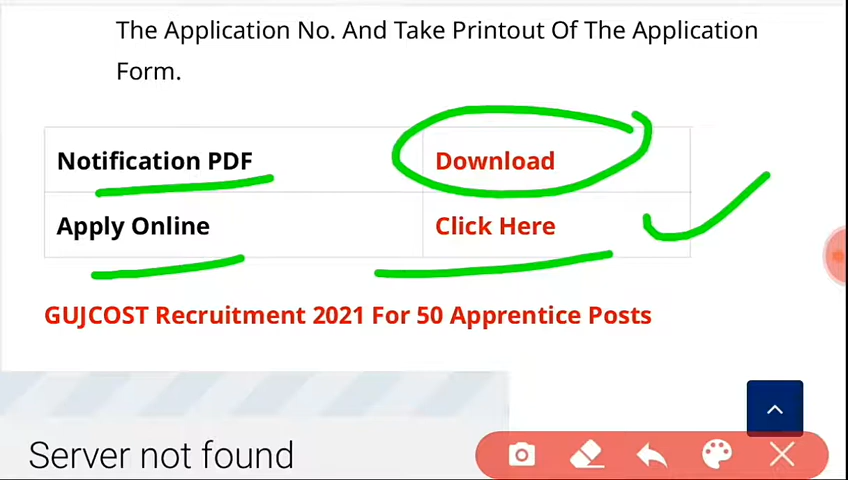 The Application No. And Take Printout Of The Application
Form.
Notification PDF Download
Apply Online Click Here
GUJCOST Recruitment 2021 For 50 Apprentice Posts
Server not found